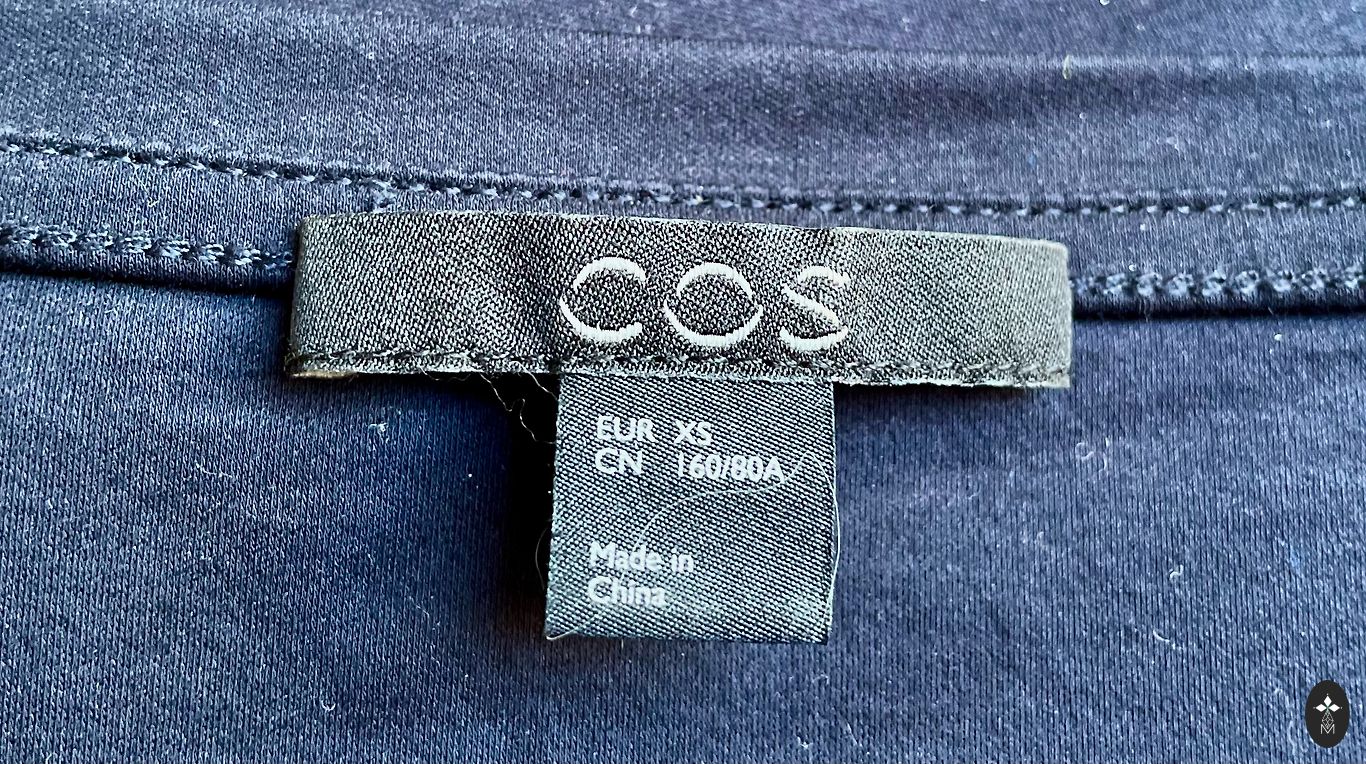 COS
EUR XS
CN 160/80A
Made in
China
M